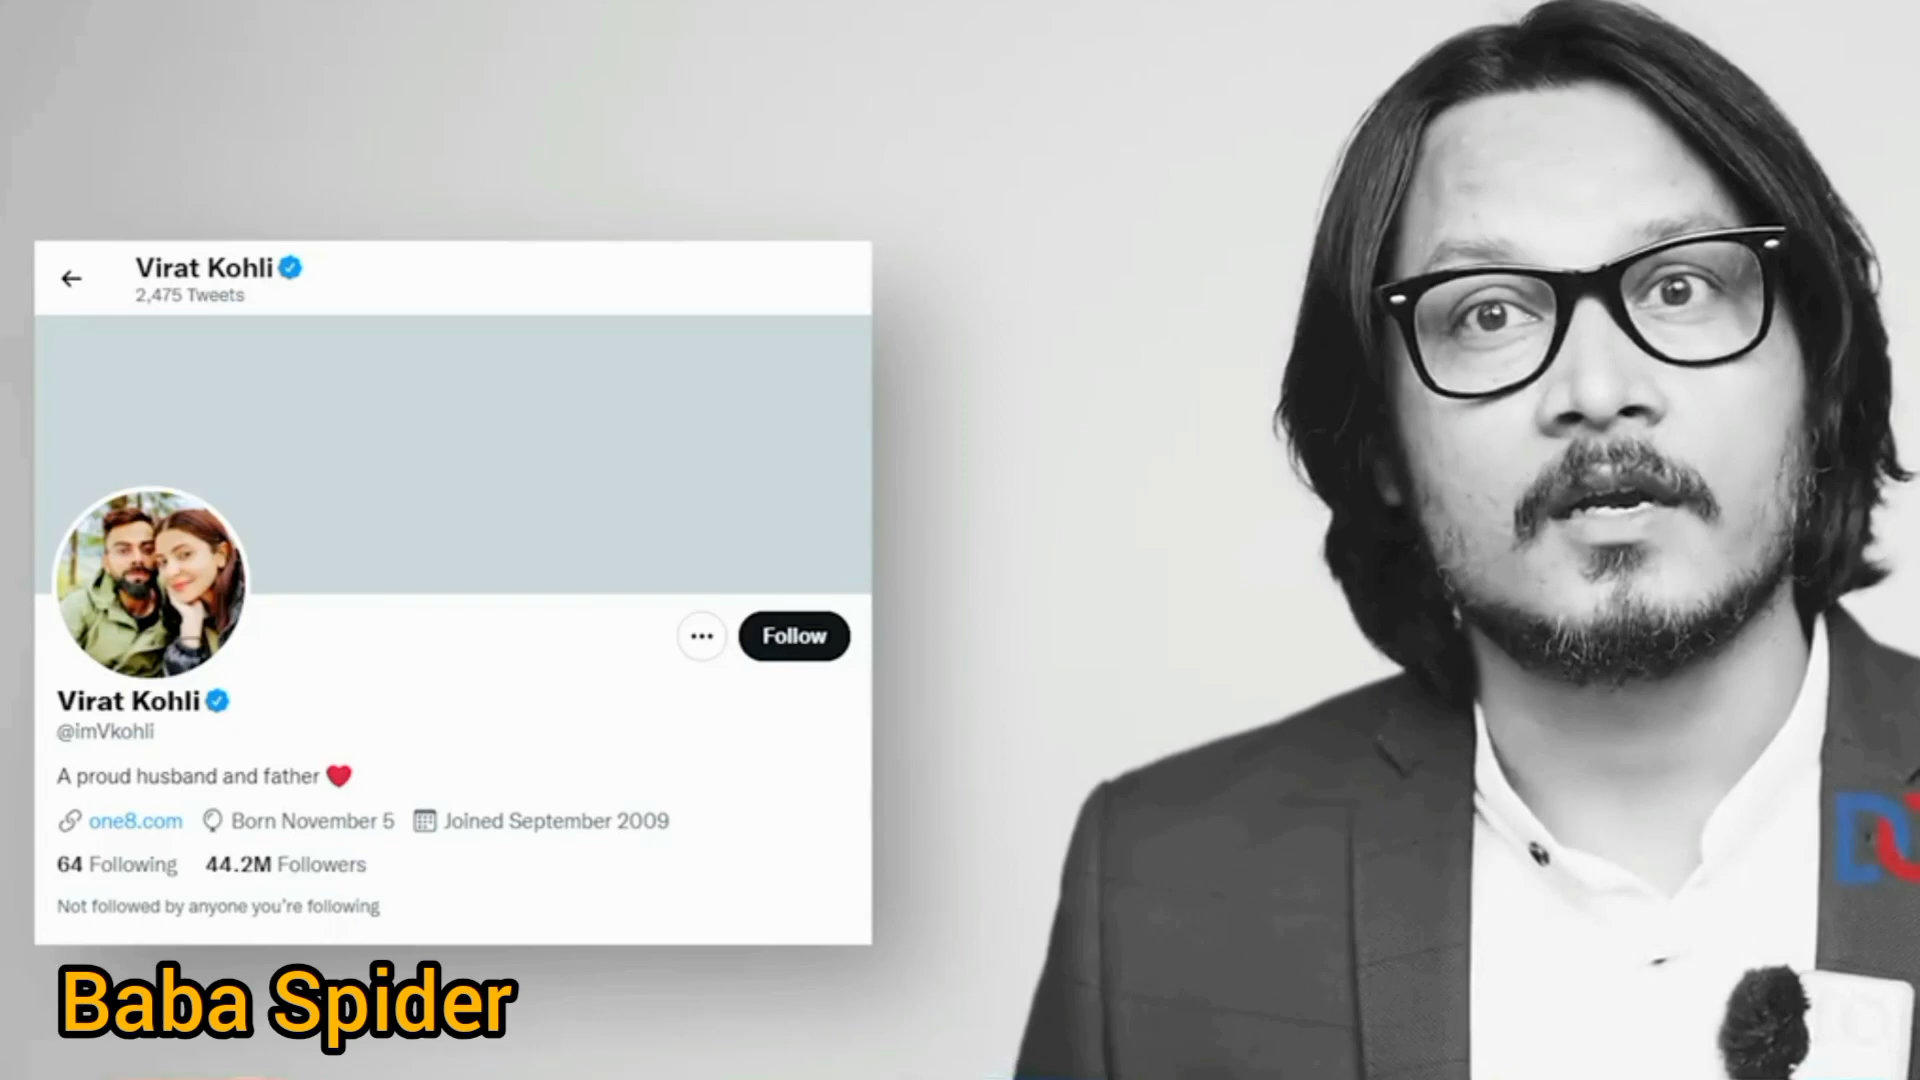 Virat Kohli
2,475 Tweets
Follow
Virat Kohli
@imVkohli
A proud husband and father ❤️
one8.com Born November 5 Joined September 2009
64 Following 44.2M Followers
Not followed by anyone you're following
Baba Spider